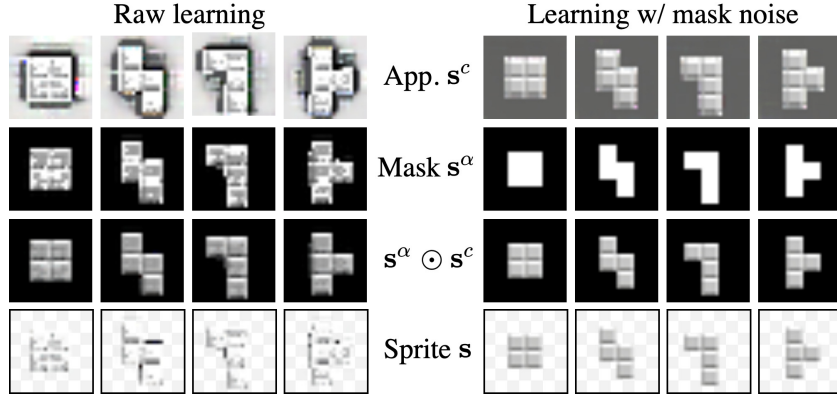 Raw learning
Learning w/ mask noise
App. s^c
Mask s^α
s^α ⊙ s^c
Sprite s